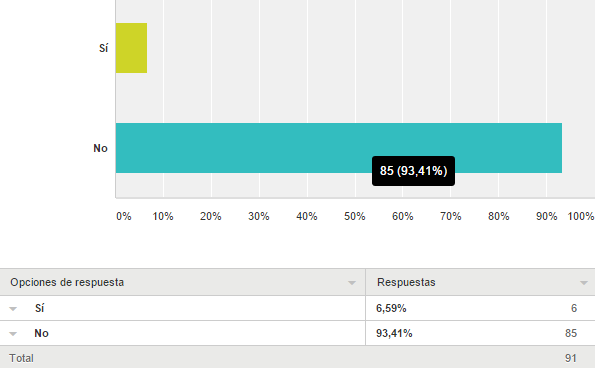 Sí
No
85 (93,41%)
0% 10% 20% 30% 40% 50% 60% 70% 80% 90% 100%
Opciones de respuesta Respuestas
Sí 6,59% 6
No 93,41% 85
Total 91